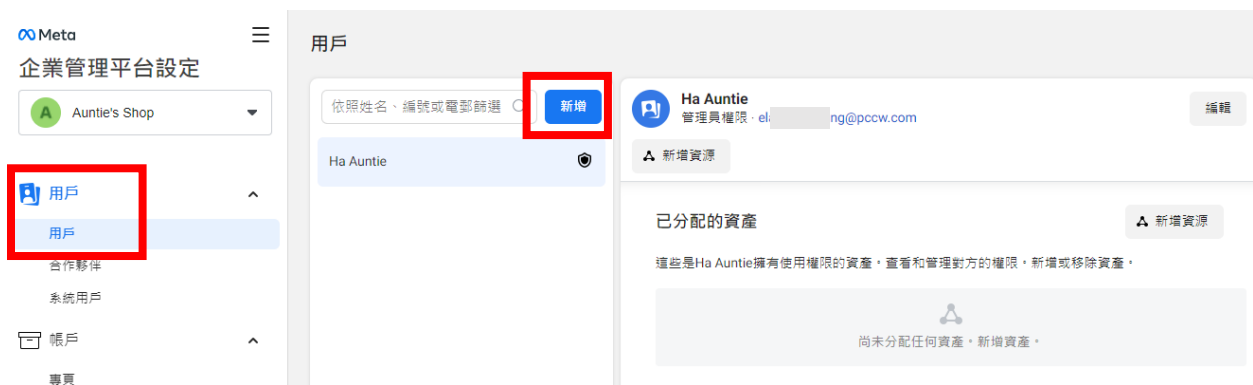 Meta
企業管理平台設定
A Auntie's Shop
用戶
用戶
合作夥伴
系統用戶
帳戶
專頁
用戶
依照姓名、編號或電郵篩選
新增
Ha Auntie
Ha Auntie
管理員權限 · el ng@pccw.com
編輯
新增資源
已分配的資產
新增資源
這些是Ha Auntie擁有使用權限的資產。查看和管理對方的權限。新增或移除資產。
尚未分配任何資產。新增資產。